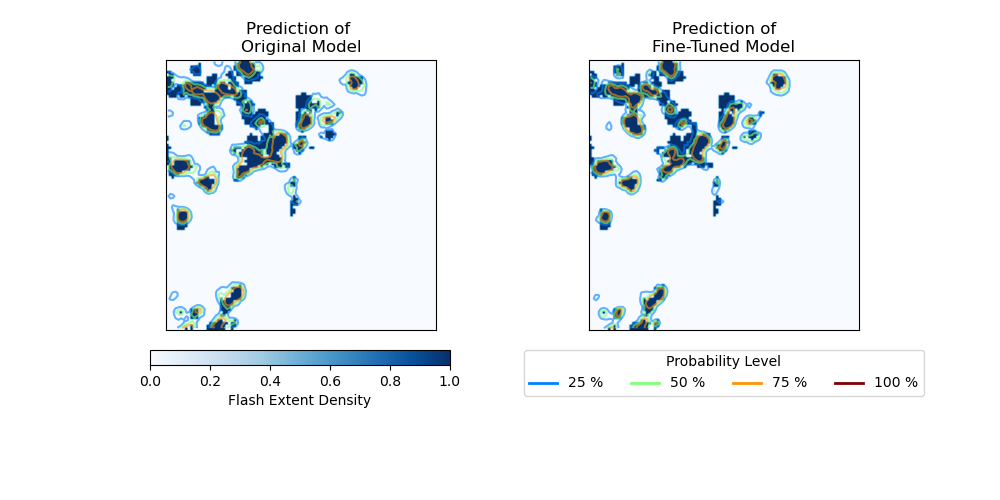 Prediction of
Original Model
Prediction of
Fine-Tuned Model
0.0 0.2 0.4 0.6 0.8 1.0
Flash Extent Density
Probability Level
25 % 50 % 75 % 100 %